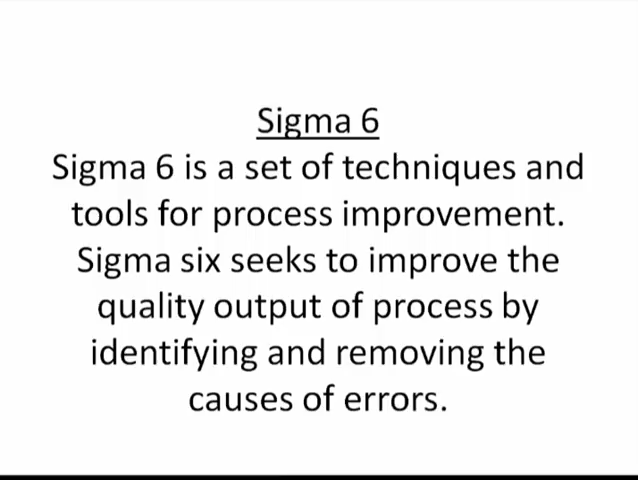 Sigma 6
Sigma 6 is a set of techniques and
tools for process improvement.
Sigma six seeks to improve the
quality output of process by
identifying and removing the
causes of errors.